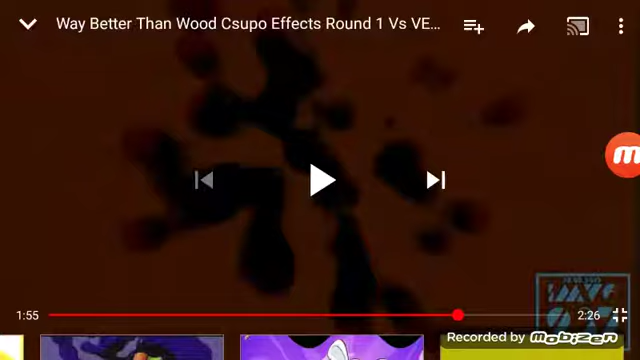 Way Better Than Wood Csupo Effects Round 1 Vs VE...
m
1:55
2:26
Recorded by mobizen